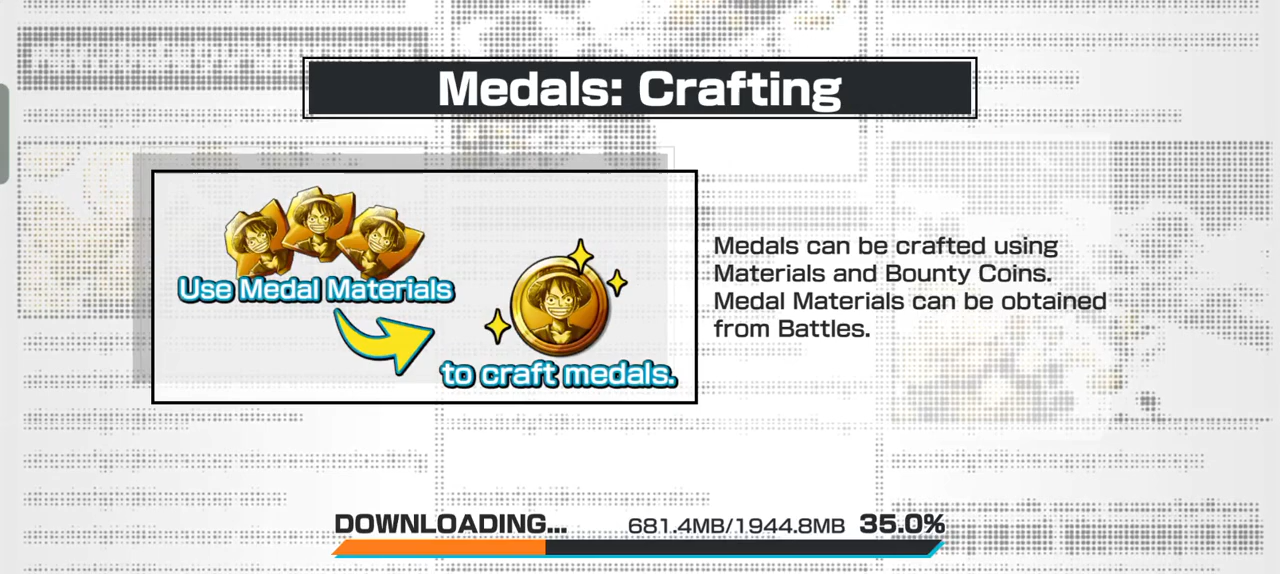 Medals: Crafting
Use Medal Materials
to craft medals.
Medals can be crafted using
Materials and Bounty Coins.
Medal Materials can be obtained
from Battles.
DOWNLOADING... 681.4MB/1944.8MB 35.0%